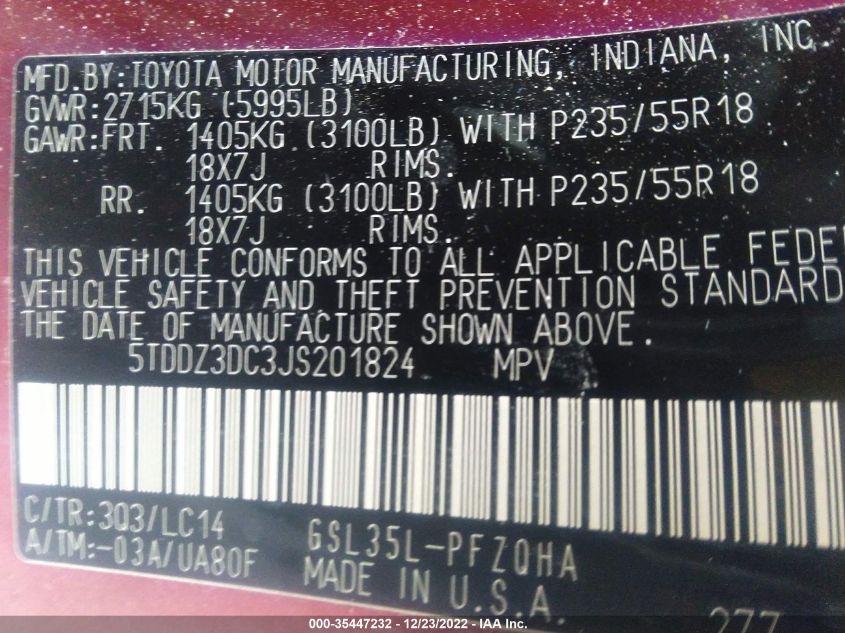 MFD.BY:TOYOTA MOTOR MANUFACTURING, INDIANA, INC.
GVWR:2715KG (5995LB)
GAWR:FRT. 1405KG (3100LB) WITH P235/55R18
18X7J RIMS.
RR. 1405KG (3100LB) WITH P235/55R18
18X7J RIMS.
THIS VEHICLE CONFORMS TO ALL APPLICABLE FEDE
VEHICLE SAFETY AND THEFT PREVENTION STANDARD
THE DATE OF MANUFACTURE SHOWN ABOVE.
5TDDZ3DC3JS201824 MPV
C/TR:3Q3/LC14 GSL35L-PFZQHA
A/TM:-03A/UA80F MADE IN U.S.A.
277
000-35447232 - 12/23/2022 - IAA Inc.